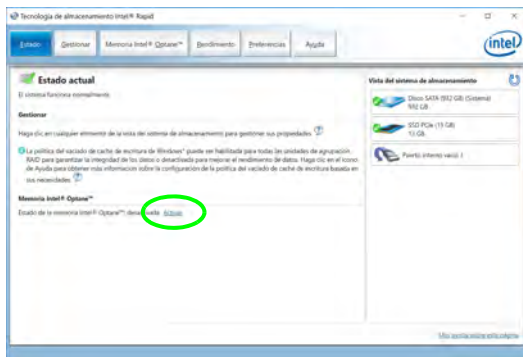 Tecnología de almacenamiento Intel® Rapid
Estado
Gestionar
Memoria Intel® Optane™
Rendimiento
Preferencias
Ayuda
intel
Estado actual
El sistema funciona normalmente.
Gestionar
Haga clic en cualquier elemento de la vista de sistema de almacenamiento para gestionar sus propiedades
La política del vaciado de caché de escritura de Windows* puede ser habilitada para todas las unidades de agrupación
RAID para garantizar la integridad de los datos o desactivada para mejorar el rendimiento de datos. Haga clic en el icono
de Ayuda para obtener más información sobre la configuración de la política del vaciado de caché de escritura basada en
sus necesidades
Memoria Intel® Optane™
Estado de la memoria Intel® Optane™: desactivada Activar
Vista del sistema de almacenamiento
Disco SATA (932 GB) (Sistema)
932 GB
SSD PCIe (13 GB)
13 GB
Puerto interno vacío 1
Más ayuda sobre esta página